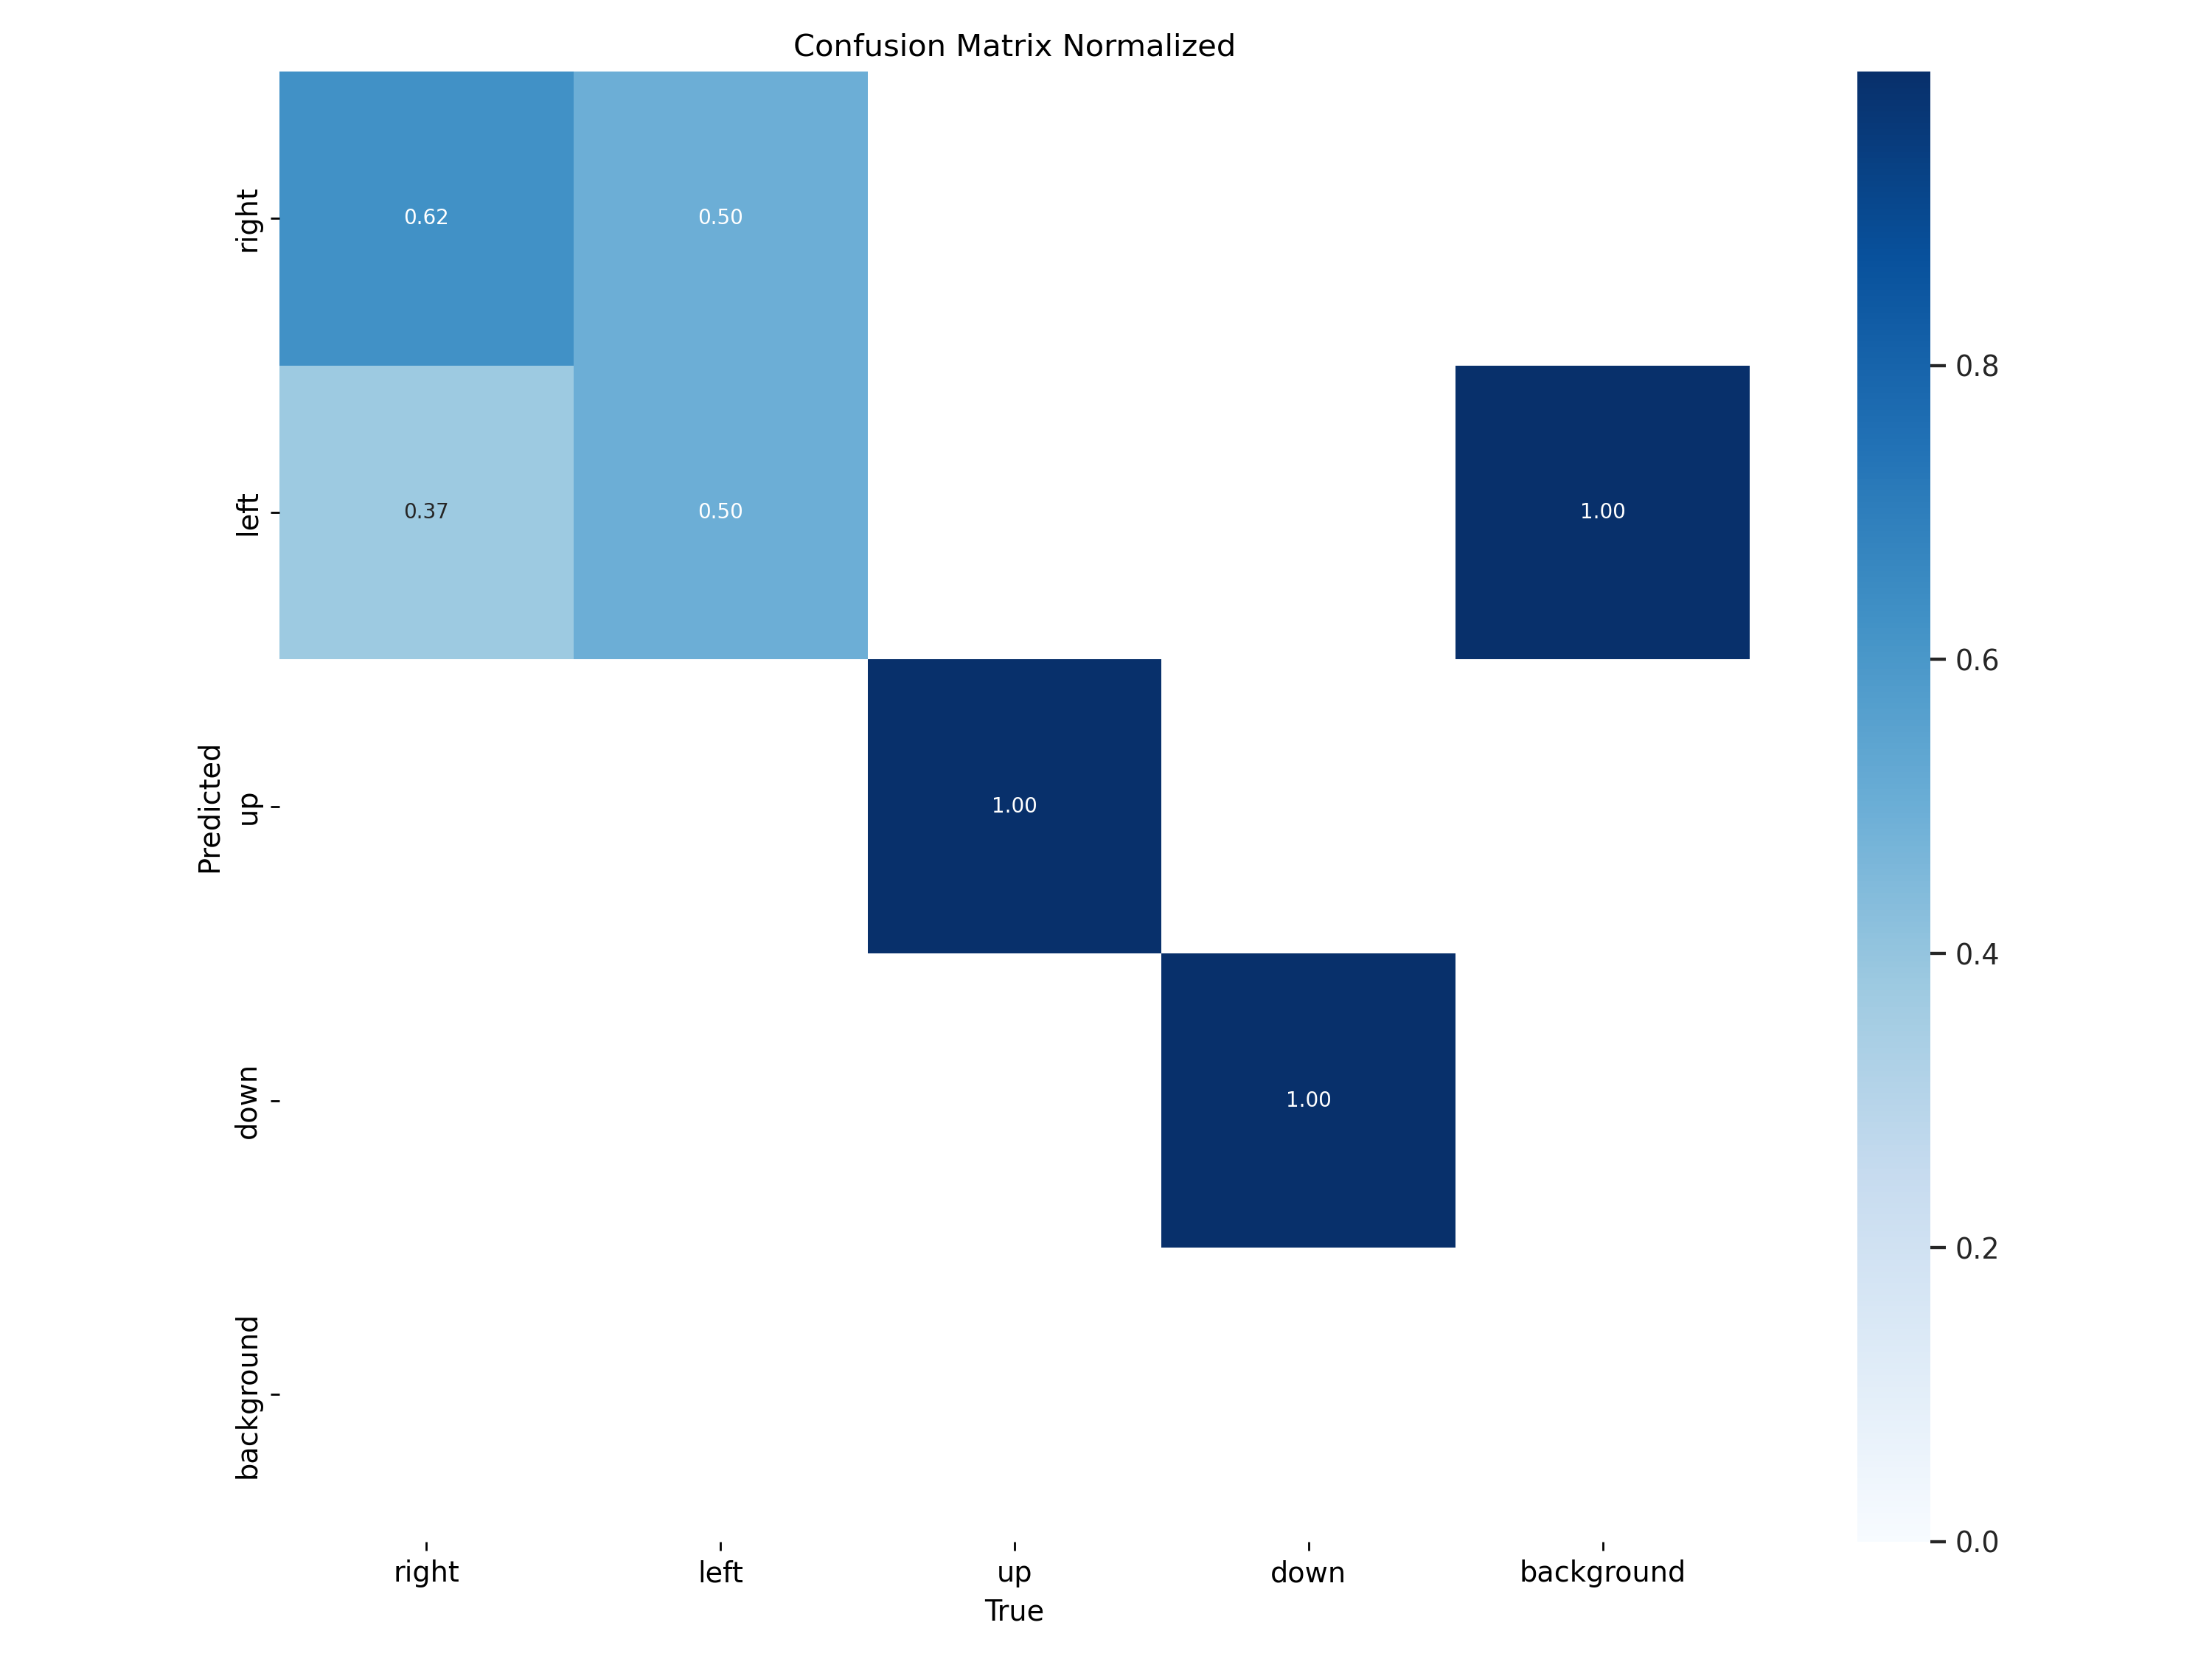 Confusion Matrix Normalized
right
0.62
0.50
0.8
left
0.37
0.50
1.00
0.6
Predicted
up
1.00
0.4
down
1.00
0.2
background
0.0
right
left
up
down
background
True